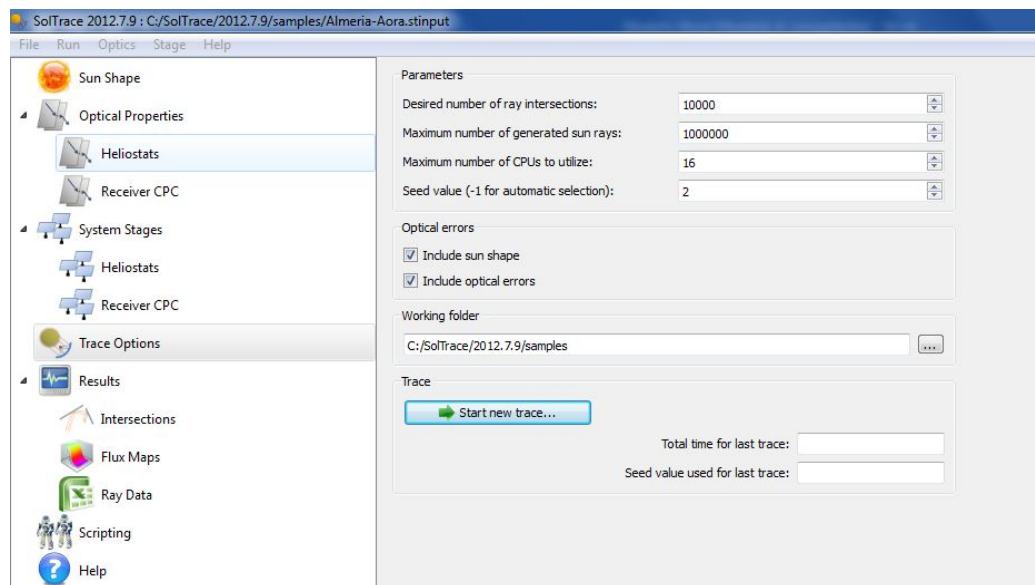 SolTrace 2012.7.9 : C:/SolTrace/2012.7.9/samples/Almeria-Aora.stinput
File Run Optics Stage Help
Sun Shape
Optical Properties
Heliostats
Receiver CPC
System Stages
Heliostats
Receiver CPC
Trace Options
Results
Intersections
Flux Maps
Ray Data
Scripting
Help
Parameters
Desired number of ray intersections: 10000
Maximum number of generated sun rays: 1000000
Maximum number of CPUs to utilize: 16
Seed value (-1 for automatic selection): 2
Optical errors
Include sun shape
Include optical errors
Working folder
C:/SolTrace/2012.7.9/samples ...
Trace
Start new trace...
Total time for last trace:
Seed value used for last trace: